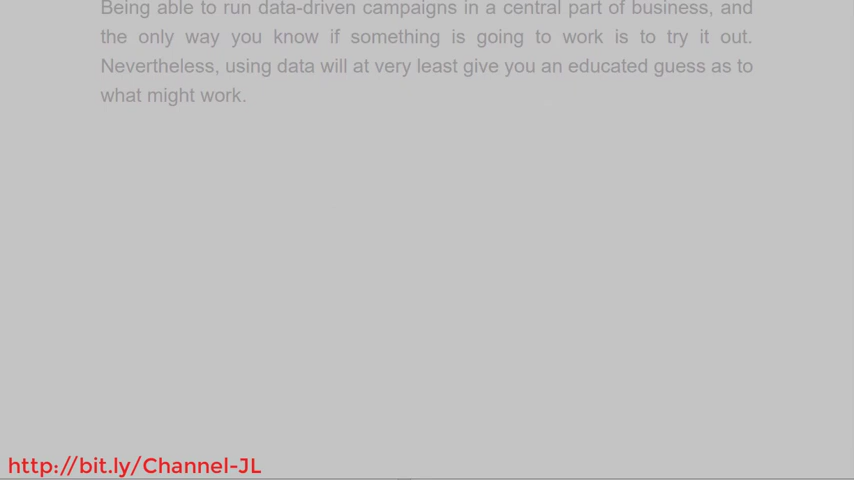 Being able to run data-driven campaigns in a central part of business, and
the only way you know if something is going to work is to try it out.
Nevertheless, using data will at very least give you an educated guess as to
what might work.
http://bit.ly/Channel-JL